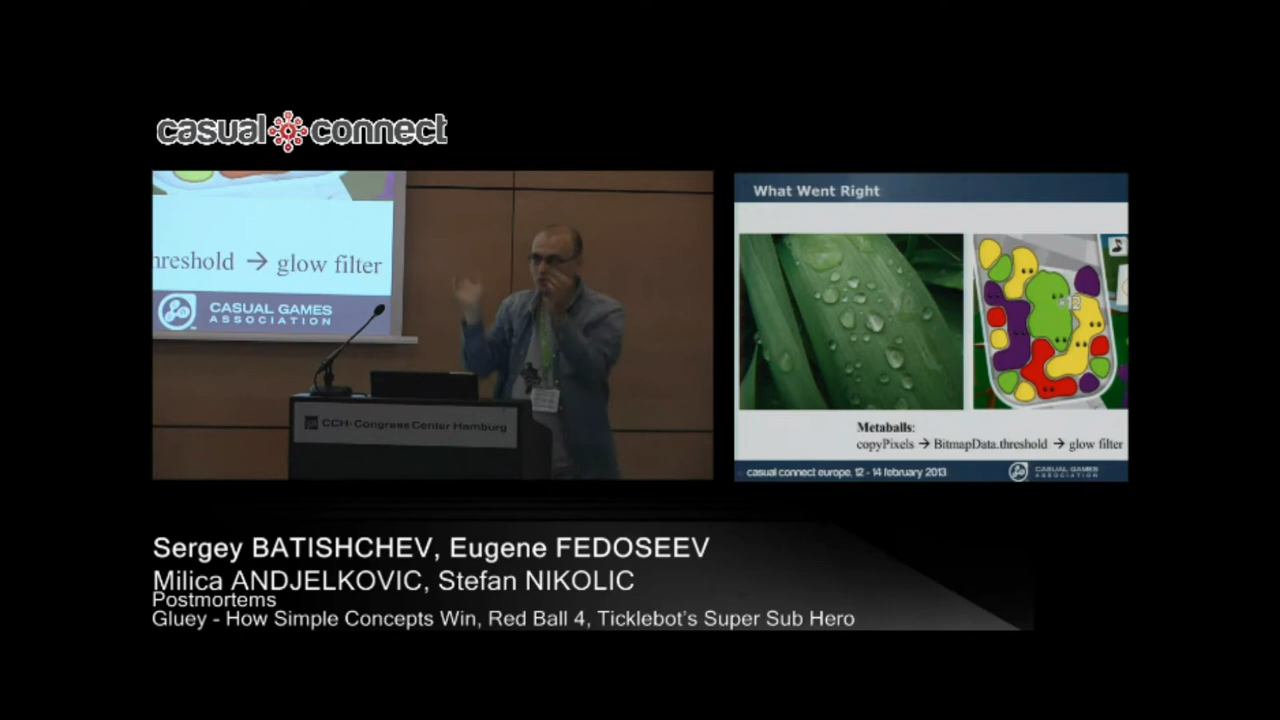 casual connect
hreshold → glow filter
CASUAL GAMES
ASSOCIATION
CCH-Congress Center Hamburg
What Went Right
+12
Metaballs:
copyPixels → BitmapData.threshold → glow filter
casual connect europe, 12 - 14 february 2013
CASUAL GAMES
ASSOCIATION
Sergey BATISHCHEV, Eugene FEDOSEEV
Milica ANDJELKOVIC, Stefan NIKOLIC
Postmortems
Gluey - How Simple Concepts Win, Red Ball 4, Ticklebot's Super Sub Hero